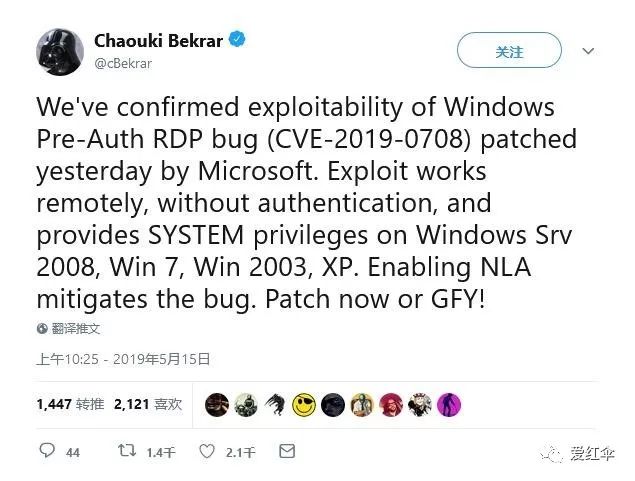 Chaouki Bekrar
@cBekrar
关注
We've confirmed exploitability of Windows
Pre-Auth RDP bug (CVE-2019-0708) patched
yesterday by Microsoft. Exploit works
remotely, without authentication, and
provides SYSTEM privileges on Windows Srv
2008, Win 7, Win 2003, XP. Enabling NLA
mitigates the bug. Patch now or GFY!
翻译推文
上午10:25 - 2019年5月15日
1,447 转推 2,121 喜欢
44 1.4千 2.1千
爱红伞